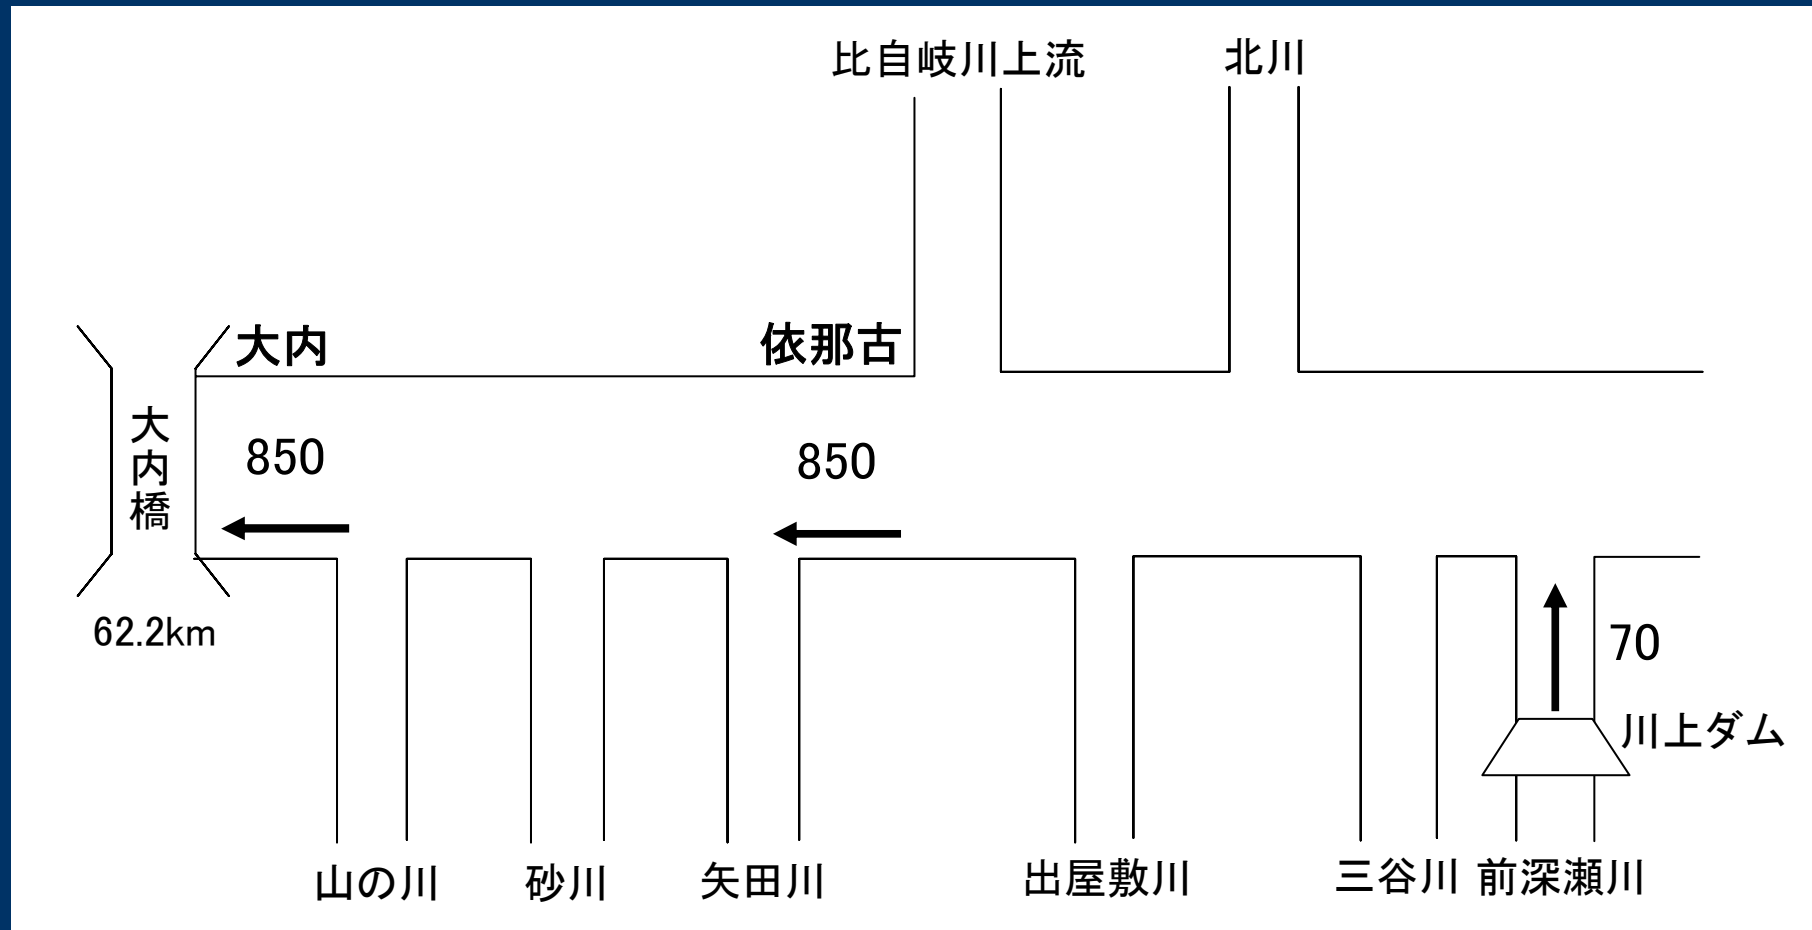 比自岐川上流
北川
大内
依那古
大内橋
850
850
62.2km
70
川上ダム
山の川
砂川
矢田川
出屋敷川
三谷川
前深瀬川